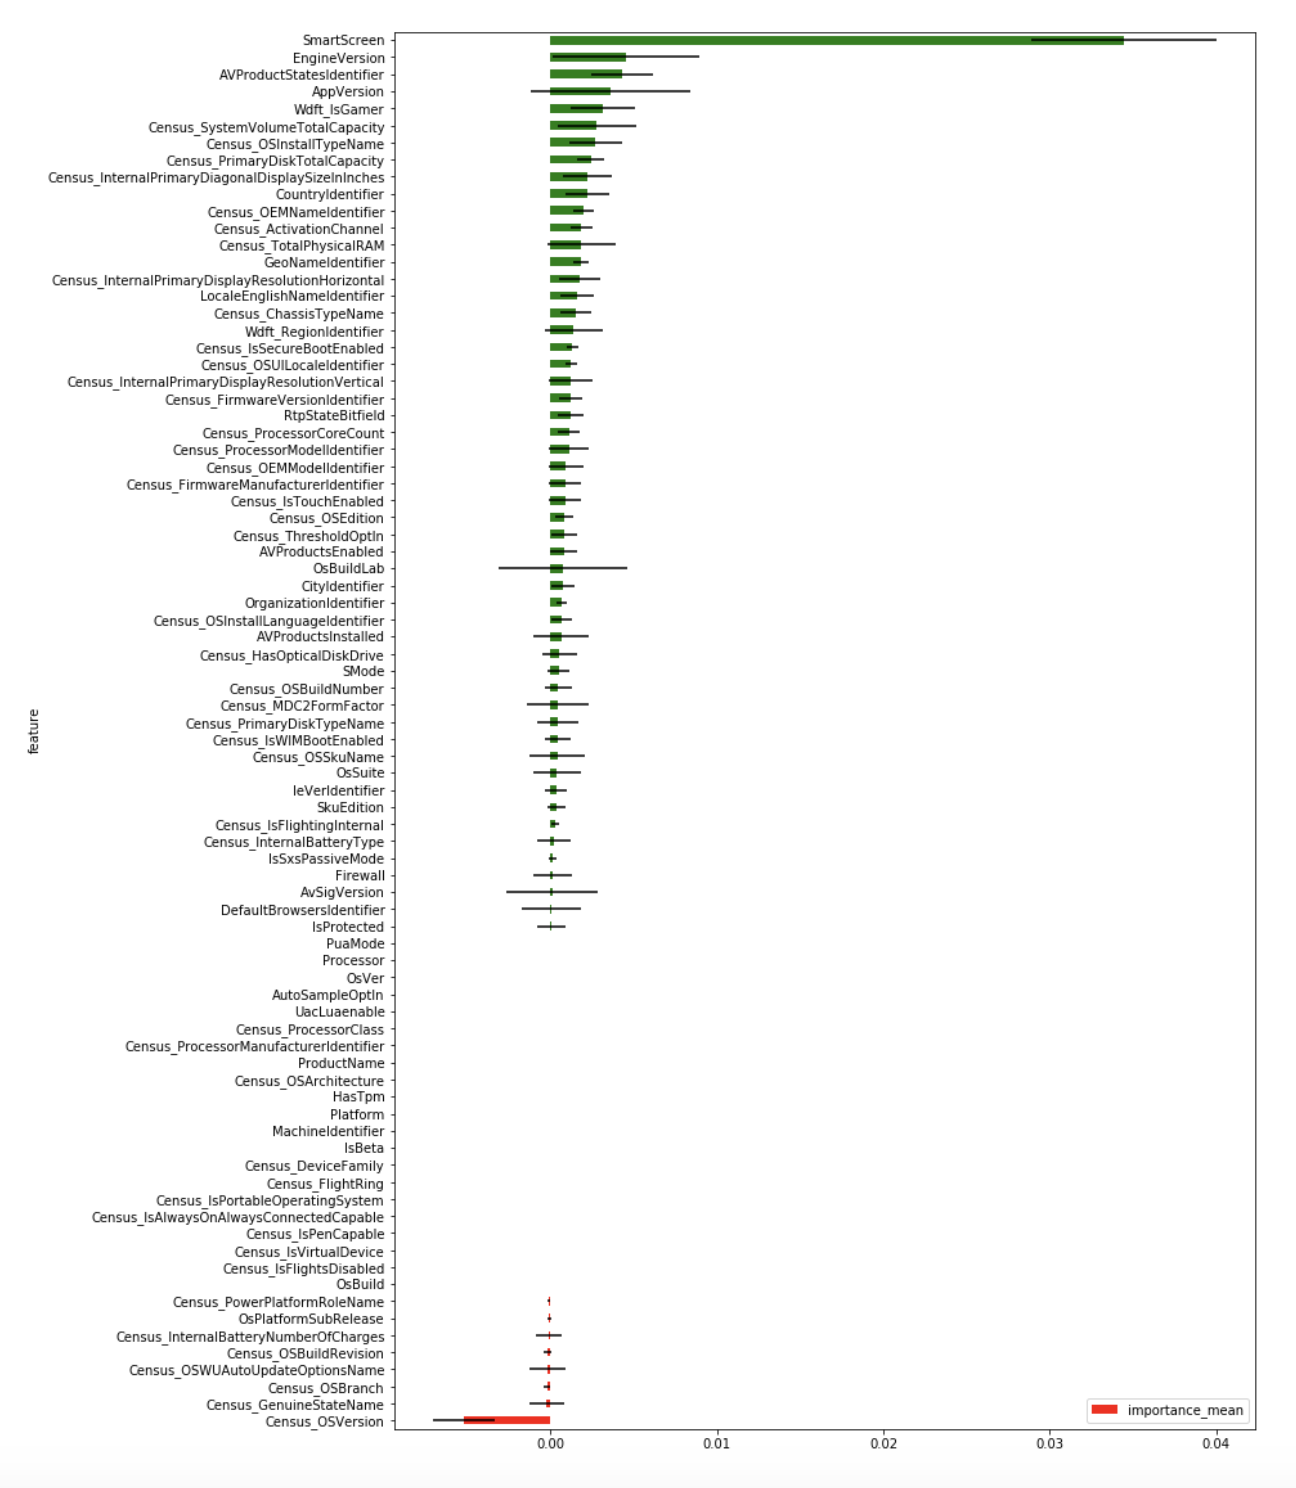 SmartScreen
EngineVersion
AVProductStatesIdentifier
AppVersion
Wdft_IsGamer
Census_SystemVolumeTotalCapacity
Census_OSInstallTypeName
Census_PrimaryDiskTotalCapacity
Census_InternalPrimaryDiagonalDisplaySizeInInches
CountryIdentifier
Census_OEMNameIdentifier
Census_ActivationChannel
Census_TotalPhysicalRAM
GeoNameIdentifier
Census_InternalPrimaryDisplayResolutionHorizontal
LocaleEnglishNameIdentifier
Census_ChassisTypeName
Wdft_RegionIdentifier
Census_IsSecureBootEnabled
Census_OSUILocaleIdentifier
Census_InternalPrimaryDisplayResolutionVertical
Census_FirmwareVersionIdentifier
RtpStateBitfield
Census_ProcessorCoreCount
Census_ProcessorModelIdentifier
Census_OEMModelIdentifier
Census_FirmwareManufacturerIdentifier
Census_IsTouchEnabled
Census_OSEdition
Census_ThresholdOptIn
AVProductsEnabled
OsBuildLab
CityIdentifier
OrganizationIdentifier
Census_OSInstallLanguageIdentifier
AVProductsInstalled
Census_HasOpticalDiskDrive
SMode
Census_OSBuildNumber
Census_MDC2FormFactor
Census_PrimaryDiskTypeName
Census_IsWIMBootEnabled
Census_OSSkuName
OsSuite
IeVerIdentifier
SkuEdition
Census_IsFlightingInternal
Census_InternalBatteryType
IsSxsPassiveMode
Firewall
AvSigVersion
DefaultBrowsersIdentifier
IsProtected
PuaMode
Processor
OsVer
AutoSampleOptIn
UacLuaenable
Census_ProcessorClass
Census_ProcessorManufacturerIdentifier
ProductName
Census_OSArchitecture
HasTpm
Platform
MachineIdentifier
IsBeta
Census_DeviceFamily
Census_FlightRing
Census_IsPortableOperatingSystem
Census_IsAlwaysOnAlwaysConnectedCapable
Census_IsPenCapable
Census_IsVirtualDevice
Census_IsFlightsDisabled
OsBuild
Census_PowerPlatformRoleName
OsPlatformSubRelease
Census_InternalBatteryNumberOfCharges
Census_OSBuildRevision
Census_OSWUAutoUpdateOptionsName
Census_OSBranch
Census_GenuineStateName
Census_OSVersion
feature
importance_mean
0.00 0.01 0.02 0.03 0.04